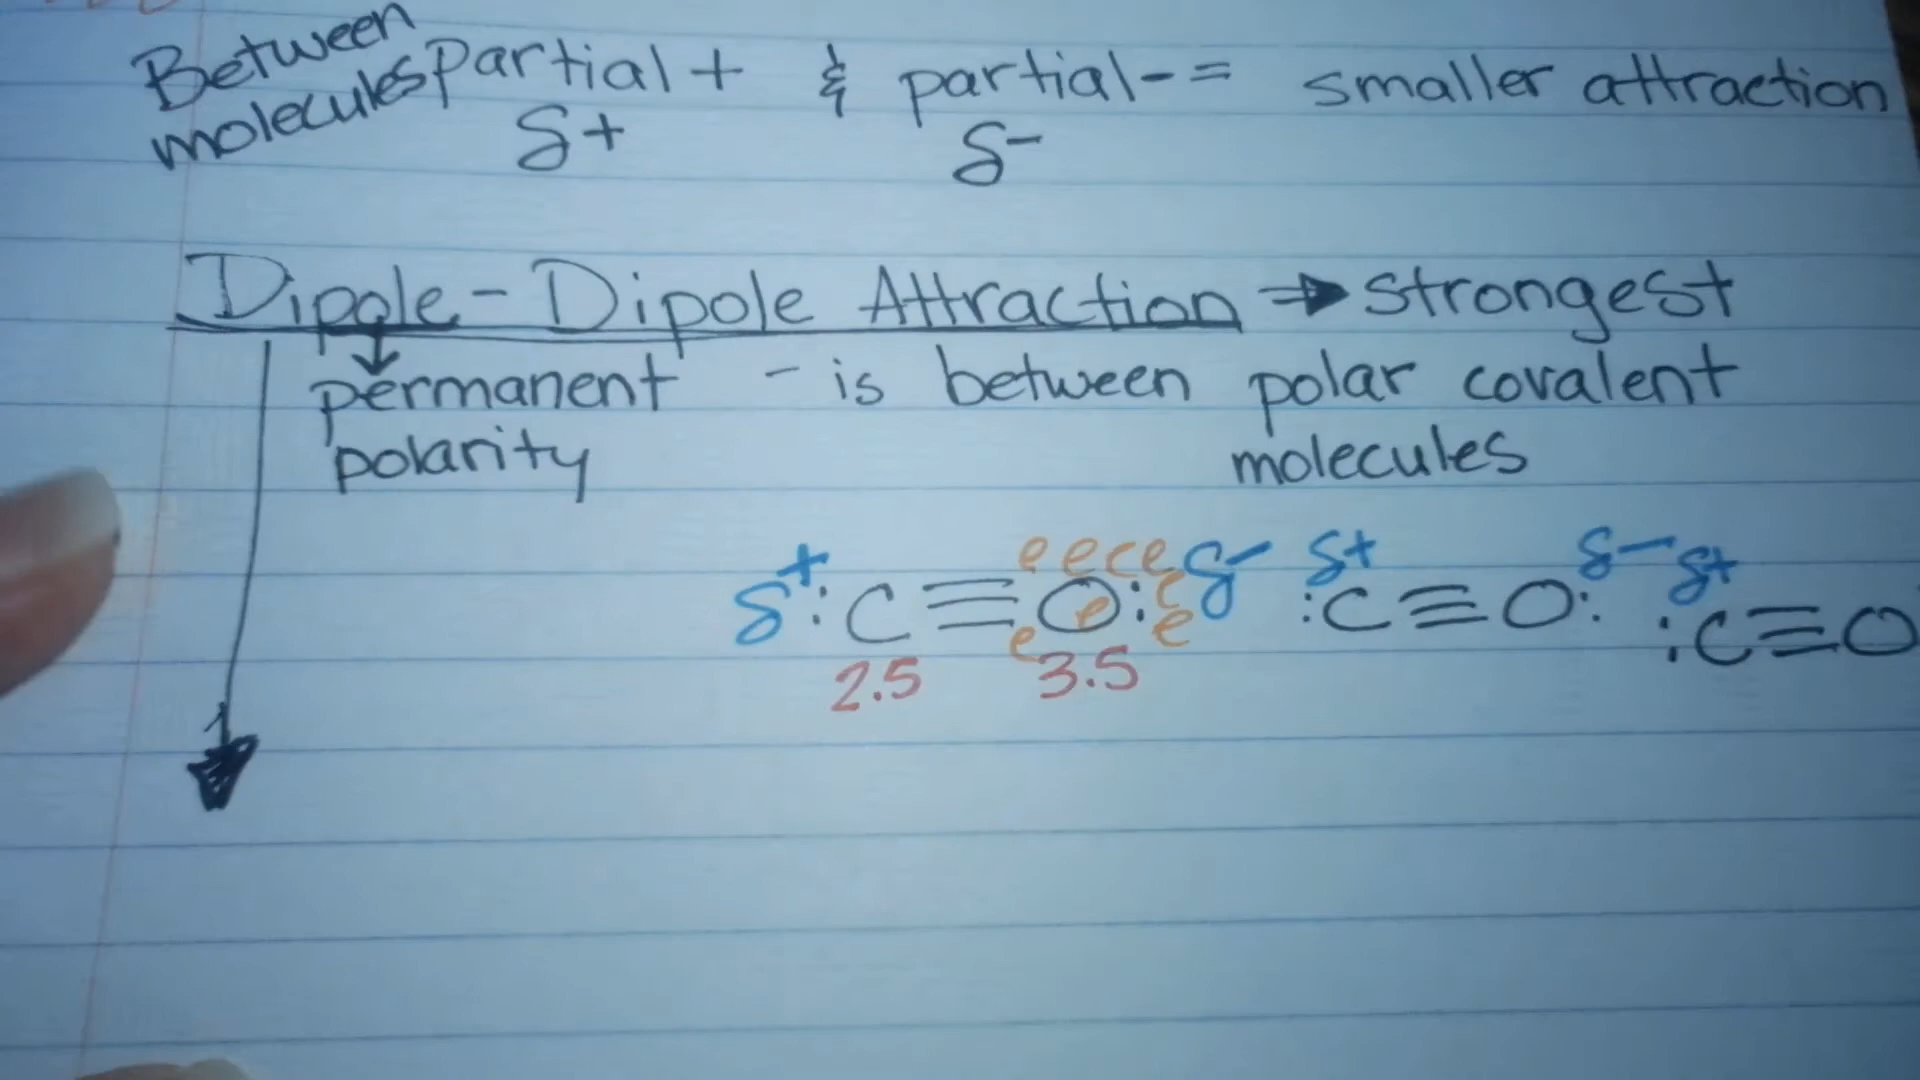 Between
molecules Partial + & partial - = smaller attraction
δ+ δ-
Dipole - Dipole Attraction → strongest
permanent - is between polar covalent
polarity molecules
e e e e
δ+ :C≡O: δ- δ+ :C≡O: δ- δ+ :C≡O
e e e e
2.5 3.5